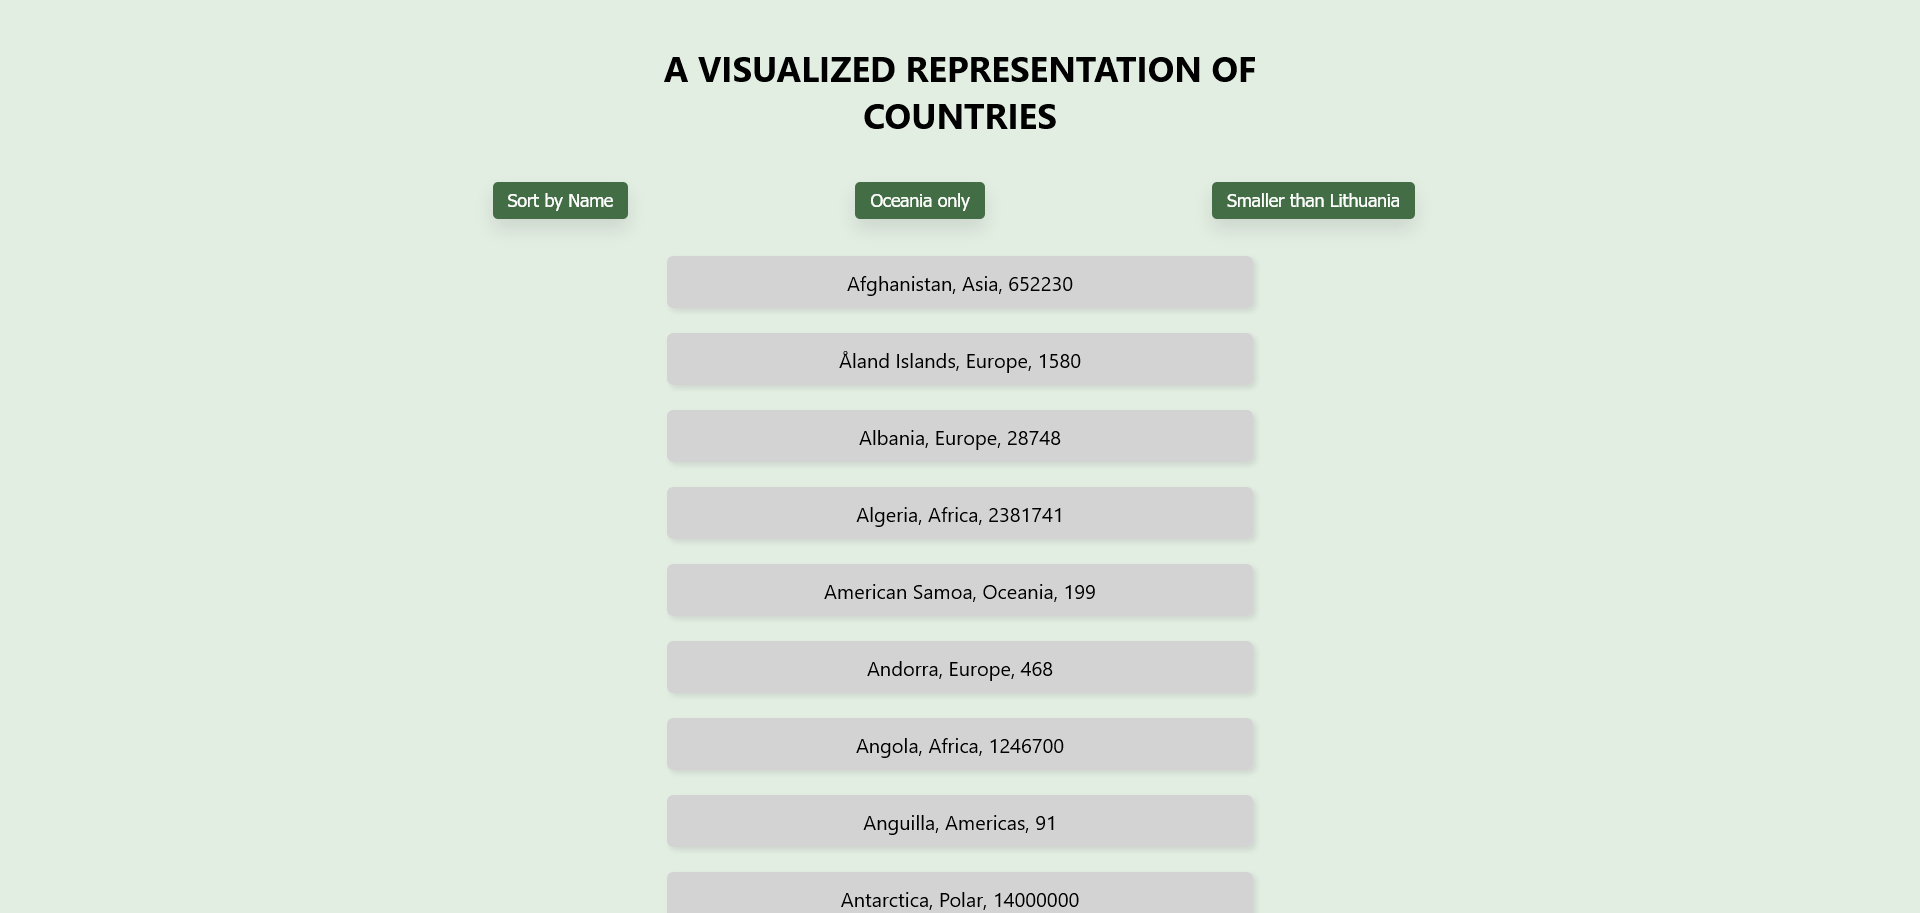 A VISUALIZED REPRESENTATION OF
COUNTRIES
Sort by Name
Oceania only
Smaller than Lithuania
Afghanistan, Asia, 652230
Åland Islands, Europe, 1580
Albania, Europe, 28748
Algeria, Africa, 2381741
American Samoa, Oceania, 199
Andorra, Europe, 468
Angola, Africa, 1246700
Anguilla, Americas, 91
Antarctica, Polar, 14000000